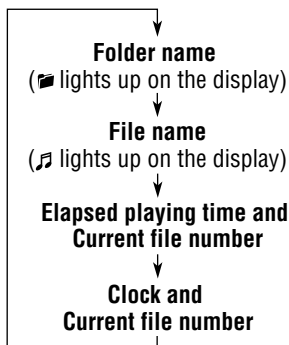 Folder name
( lights up on the display)
File name
( lights up on the display)
Elapsed playing time and
Current file number
Clock and
Current file number